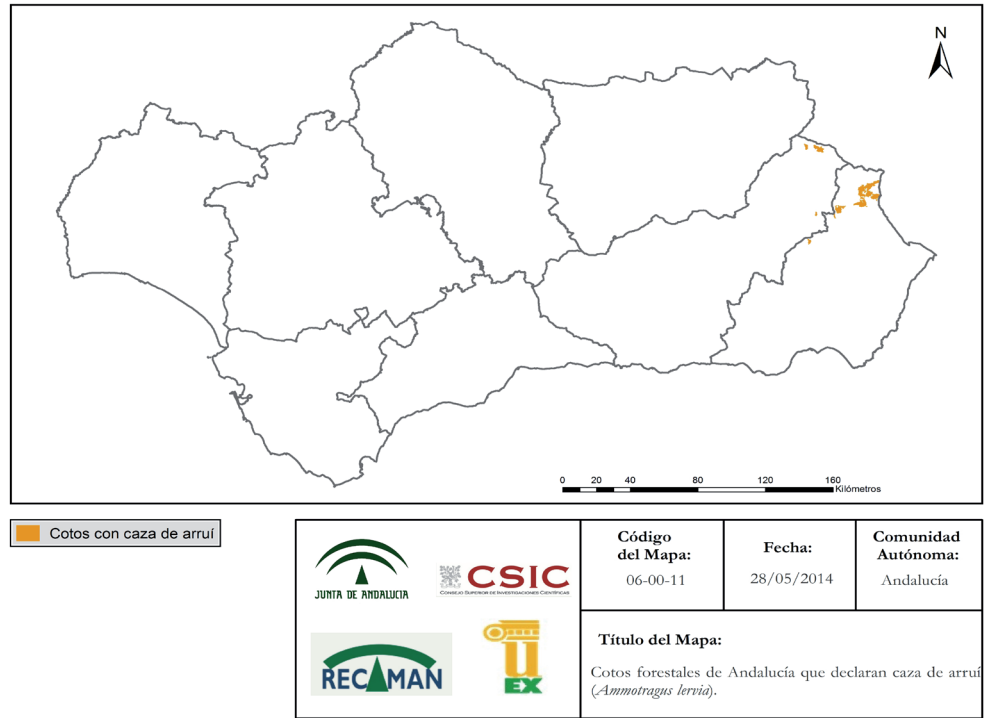 N
0 20 40 80 120 160
Kilómetros
Cotos con caza de arruí
JUNTA DE ANDALUCIA
CSIC
CONSEJO SUPERIOR DE INVESTIGACIONES CIENTÍFICAS
RECAMAN
U
EX
Código
del Mapa:
06-00-11
Fecha:
28/05/2014
Comunidad
Autónoma:
Andalucía
Título del Mapa:
Cotos forestales de Andalucía que declaran caza de arruí
(Ammotragus lervia).